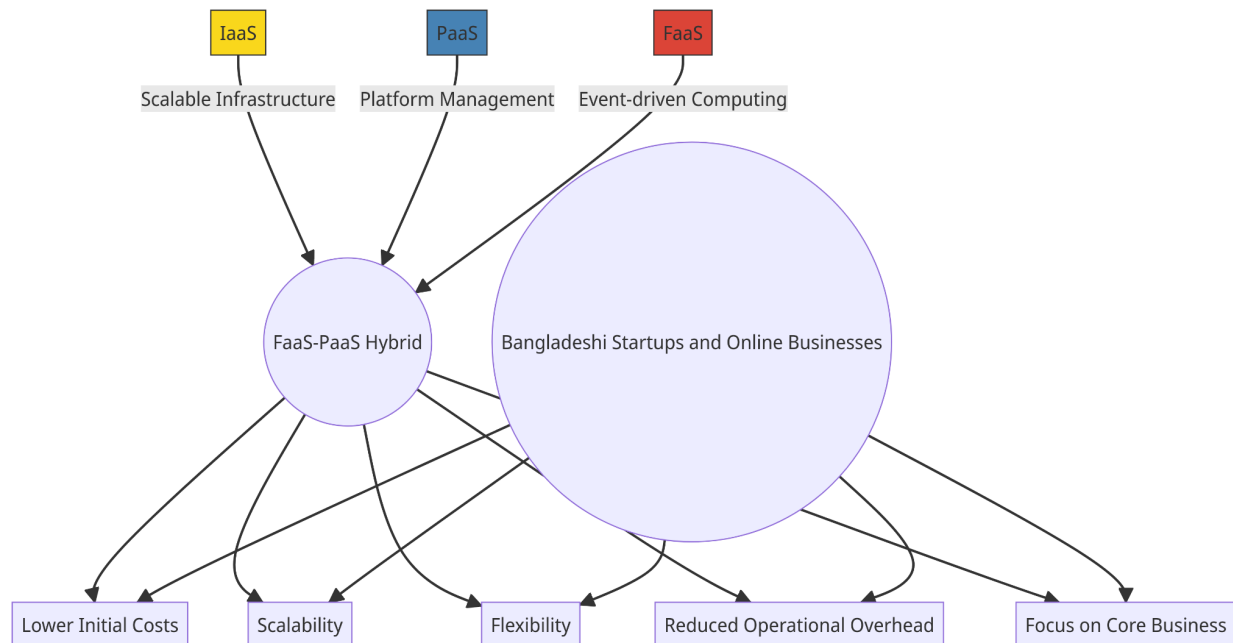 IaaS
PaaS
FaaS
Scalable Infrastructure
Platform Management
Event-driven Computing
FaaS-PaaS Hybrid
Bangladeshi Startups and Online Businesses
Lower Initial Costs
Scalability
Flexibility
Reduced Operational Overhead
Focus on Core Business